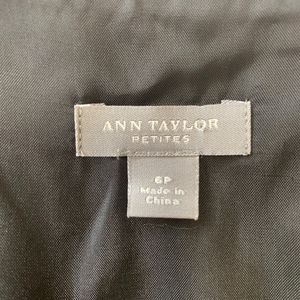 ANN TAYLOR
PETITES
6P
Made in
China